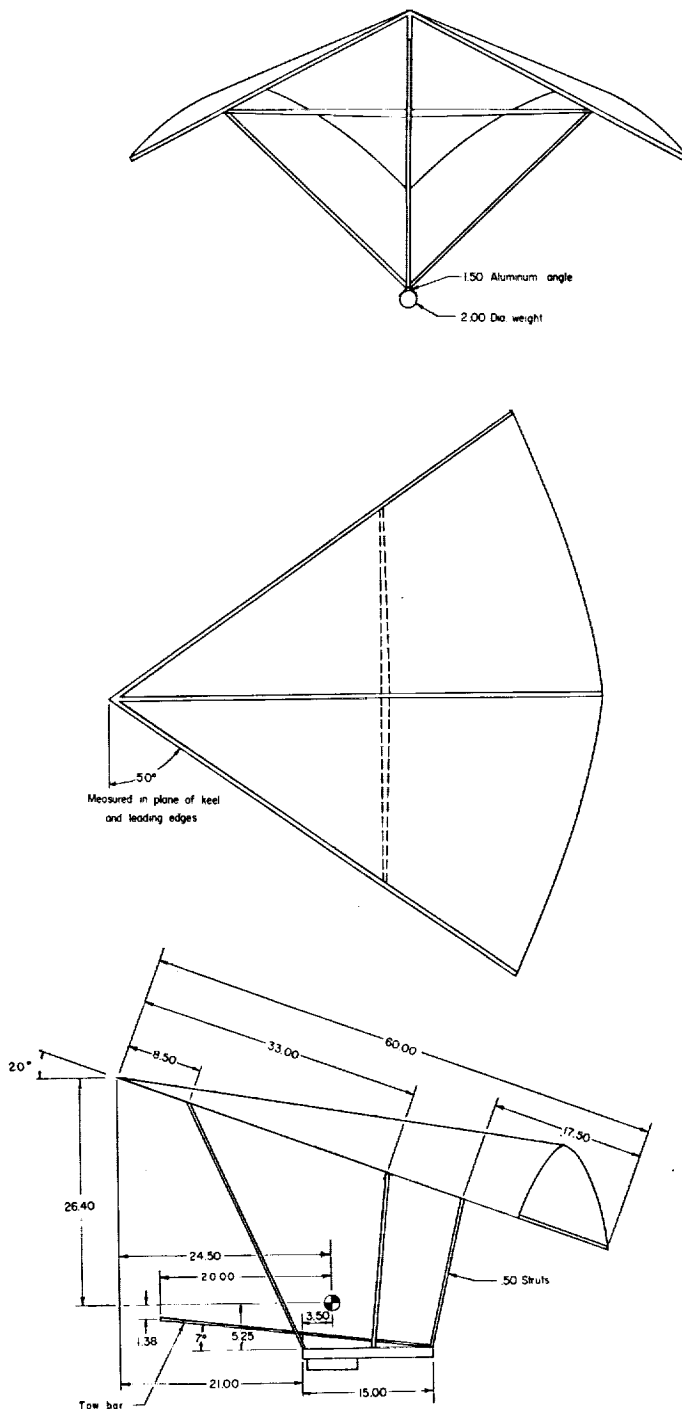 1.50 Aluminum angle
2.00 Dia. weight
50°
Measured in plane of keel
and leading edges
60.00
33.00
8.50
20°
17.50
26.40
24.50
20.00
.50 Struts
3.50
5.25
1.38
7°
21.00
15.00
Tow bar